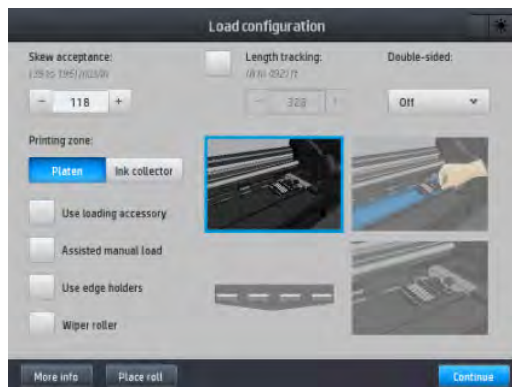 Load configuration
Skew acceptance:
Length tracking:
Double-sided:
- 118 +
- 328 +
Off
Printing zone:
Platen
Ink collector
Use loading accessory
Assisted manual load
Use edge holders
Wiper roller
More info
Place roll
Continue